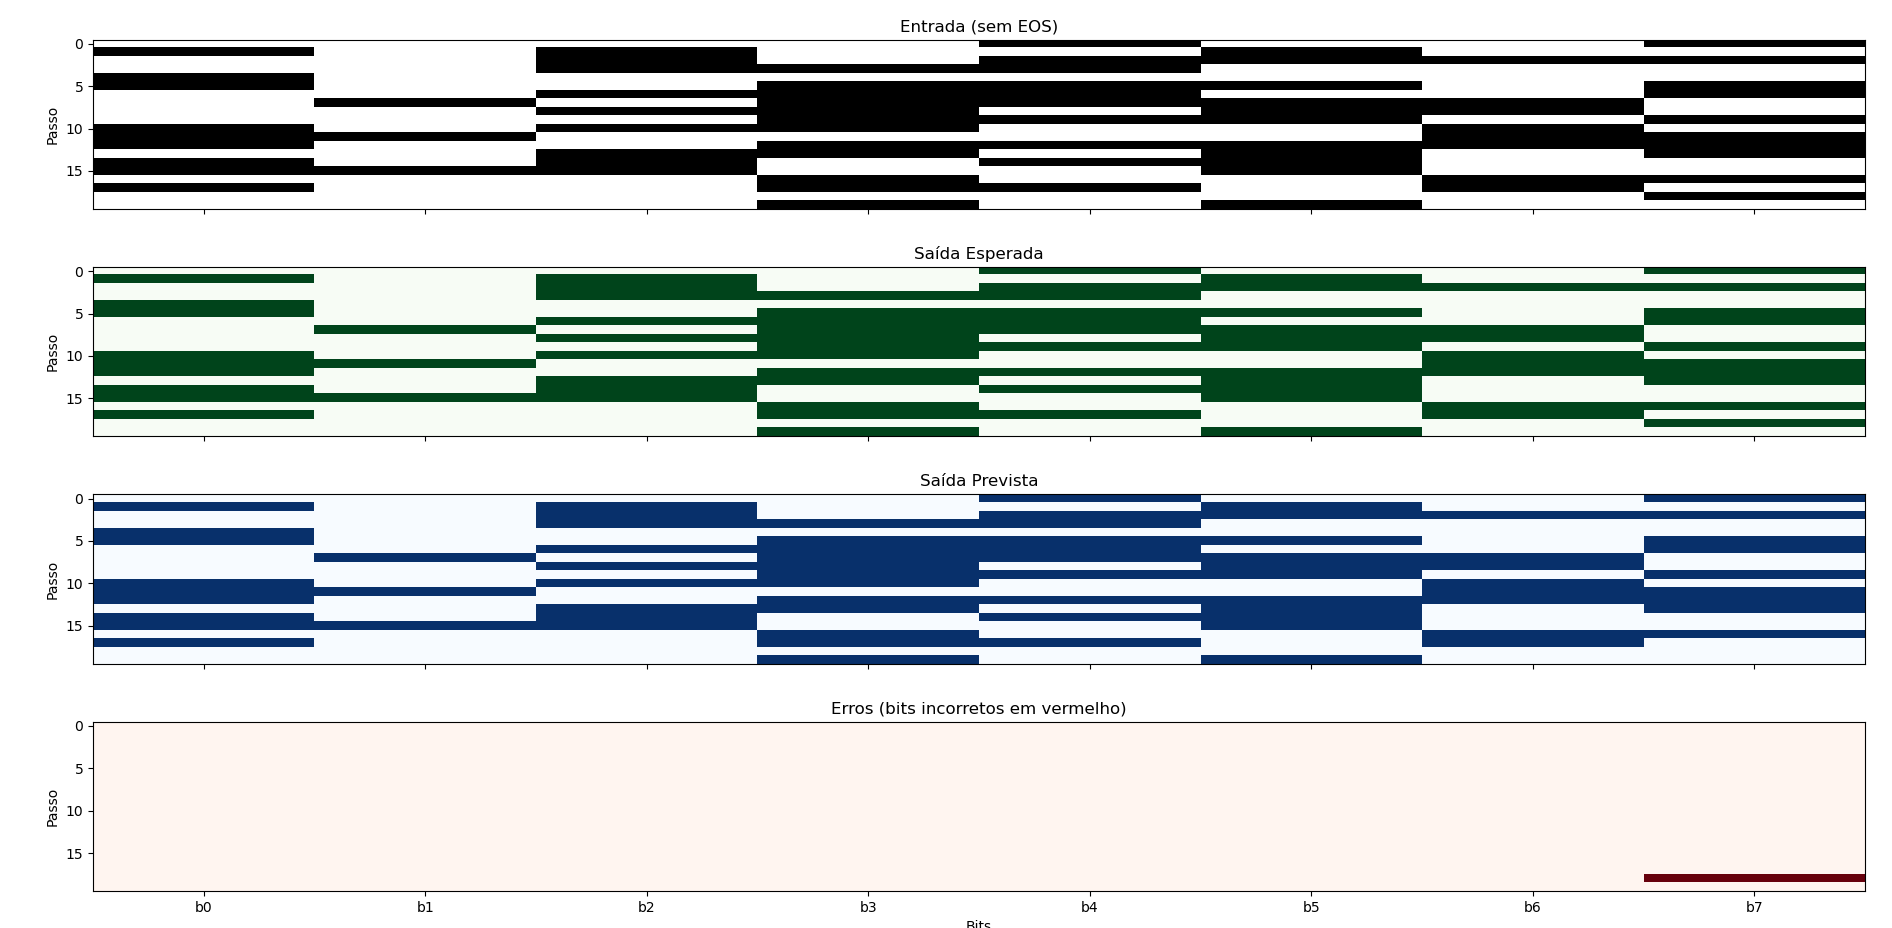 Entrada (sem EOS)
0
5
10
15
Passo
Saída Esperada
0
5
10
15
Passo
Saída Prevista
0
5
10
15
Passo
Erros (bits incorretos em vermelho)
0
5
10
15
Passo
b0 b1 b2 b3 b4 b5 b6 b7
Bits